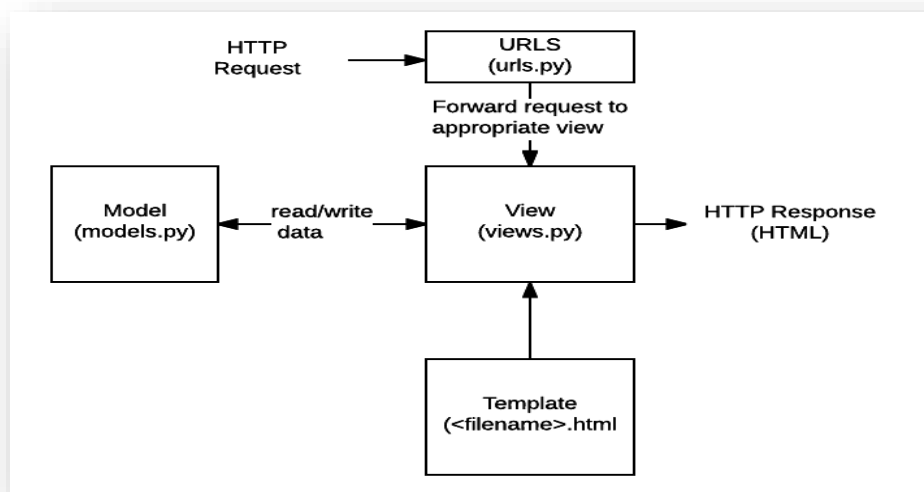 HTTP
Request
URLS
(urls.py)
Forward request to
appropriate view
Model
(models.py)
read/write
data
View
(views.py)
HTTP Response
(HTML)
Template
(<filename>.html